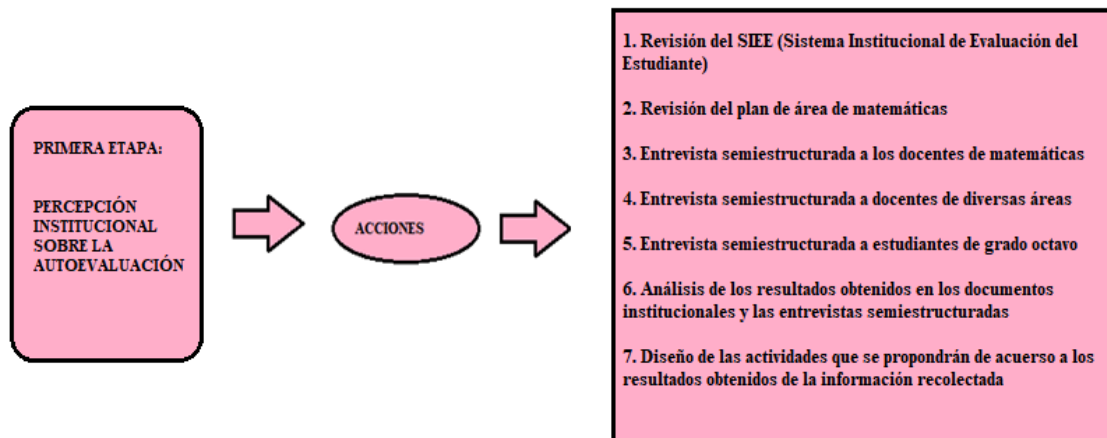 PRIMERA ETAPA:
PERCEPCIÓN
INSTITUCIONAL
SOBRE LA
AUTOEVALUACIÓN
ACCIONES
1. Revisión del SIEE (Sistema Institucional de Evaluación del
Estudiante)
2. Revisión del plan de área de matemáticas
3. Entrevista semiestructurada a los docentes de matemáticas
4. Entrevista semiestructurada a docentes de diversas áreas
5. Entrevista semiestructurada a estudiantes de grado octavo
6. Análisis de los resultados obtenidos en los documentos
institucionales y las entrevistas semiestructuradas
7. Diseño de las actividades que se propondrán de acuerso a los
resultados obtenidos de la información recolectada